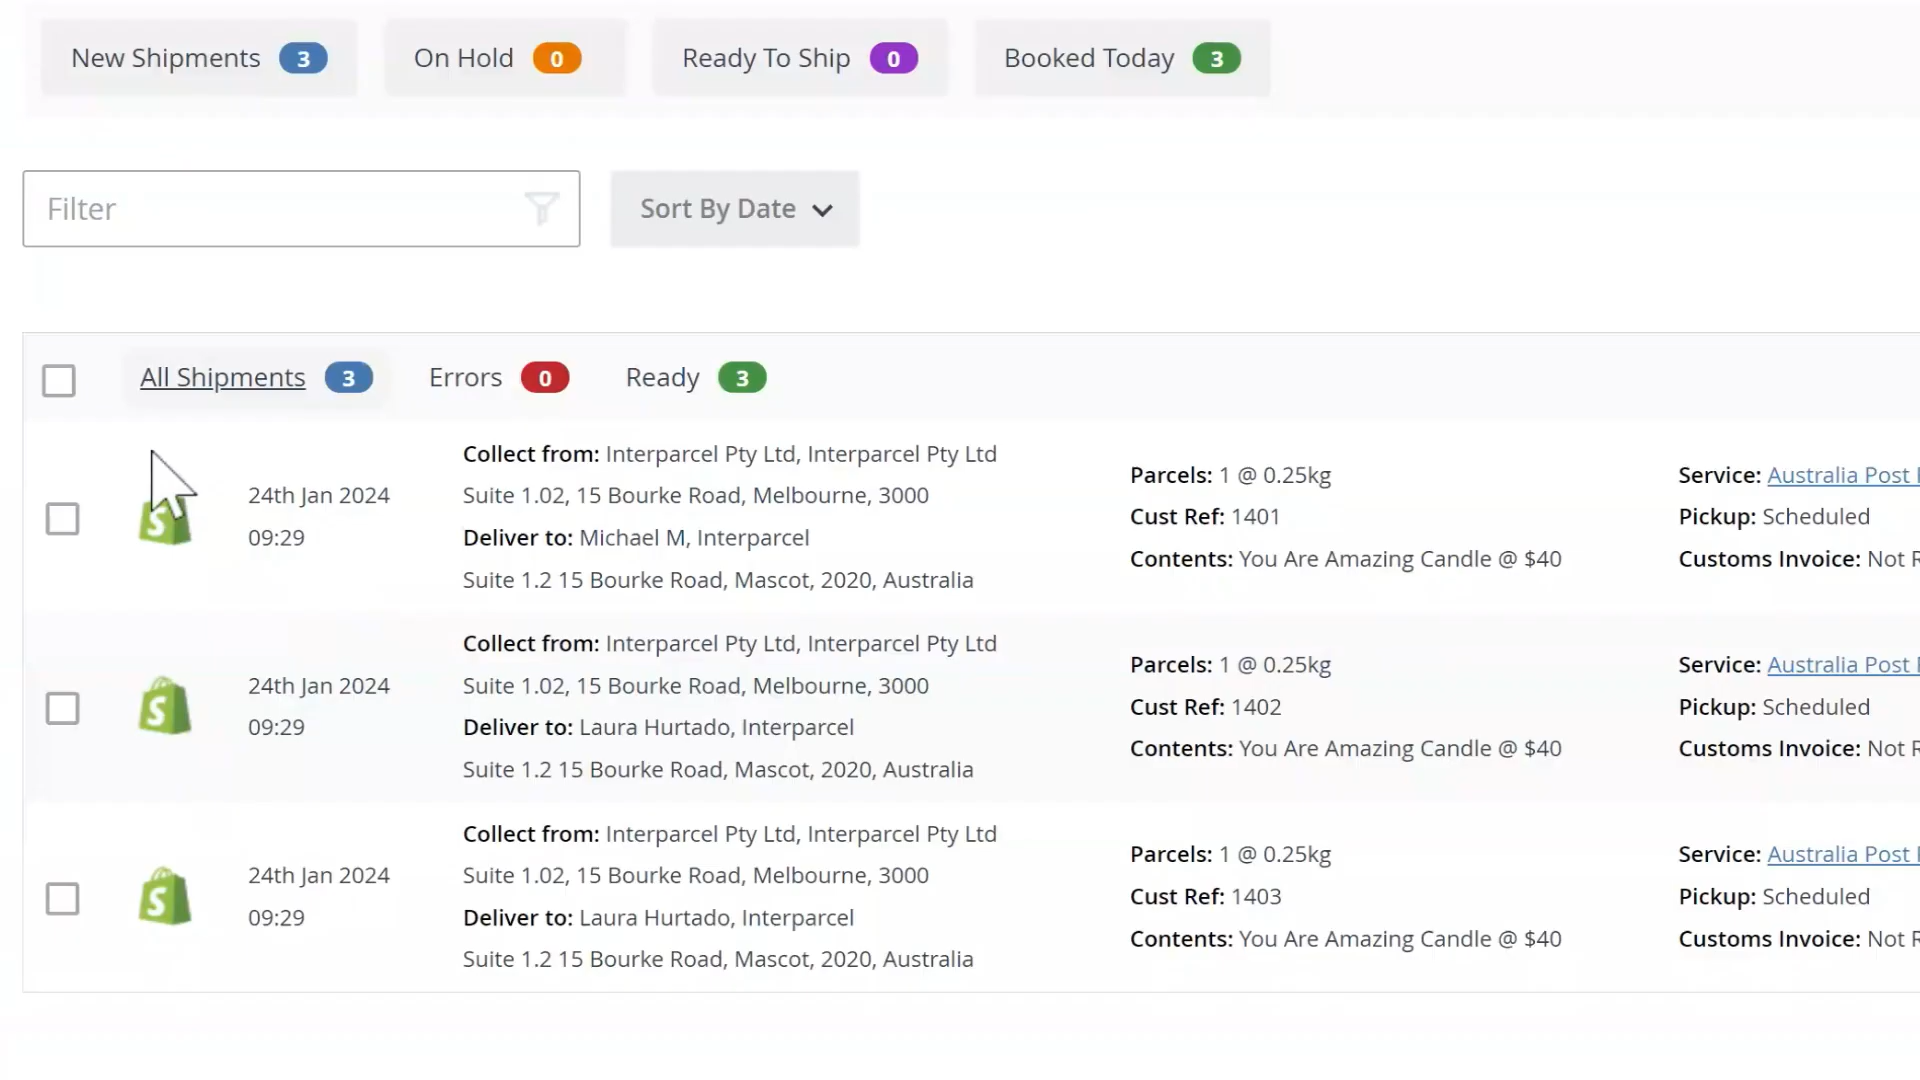 New Shipments 3 On Hold 0 Ready To Ship 0 Booked Today 3
Filter Sort By Date
All Shipments 3 Errors 0 Ready 3
24th Jan 2024
09:29
Collect from: Interparcel Pty Ltd, Interparcel Pty Ltd
Suite 1.02, 15 Bourke Road, Melbourne, 3000
Deliver to: Michael M, Interparcel
Suite 1.2 15 Bourke Road, Mascot, 2020, Australia
Parcels: 1 @ 0.25kg
Cust Ref: 1401
Contents: You Are Amazing Candle @ $40
Service: Australia Post
Pickup: Scheduled
Customs Invoice: Not
24th Jan 2024
09:29
Collect from: Interparcel Pty Ltd, Interparcel Pty Ltd
Suite 1.02, 15 Bourke Road, Melbourne, 3000
Deliver to: Laura Hurtado, Interparcel
Suite 1.2 15 Bourke Road, Mascot, 2020, Australia
Parcels: 1 @ 0.25kg
Cust Ref: 1402
Contents: You Are Amazing Candle @ $40
Service: Australia Post
Pickup: Scheduled
Customs Invoice: Not
24th Jan 2024
09:29
Collect from: Interparcel Pty Ltd, Interparcel Pty Ltd
Suite 1.02, 15 Bourke Road, Melbourne, 3000
Deliver to: Laura Hurtado, Interparcel
Suite 1.2 15 Bourke Road, Mascot, 2020, Australia
Parcels: 1 @ 0.25kg
Cust Ref: 1403
Contents: You Are Amazing Candle @ $40
Service: Australia Post
Pickup: Scheduled
Customs Invoice: Not